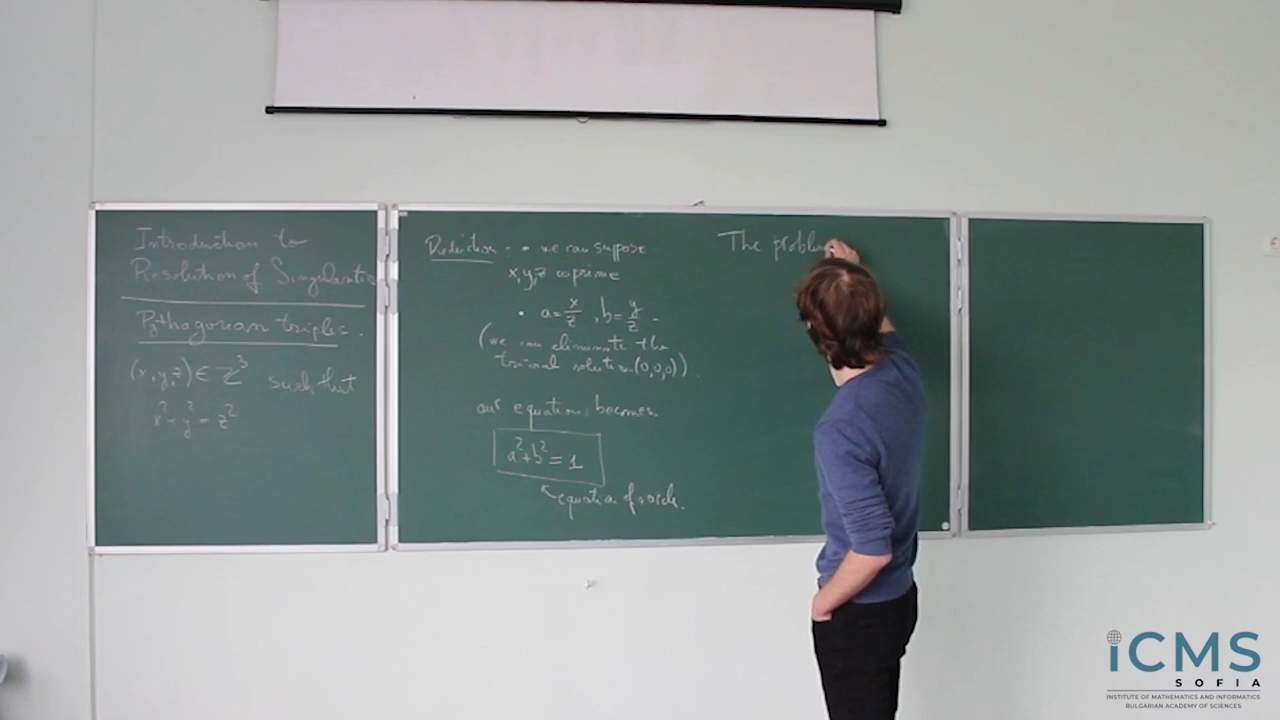 Introduction to
Resolution of Singularities
Pythagorean triples.
(x,y,z) ∈ Z³ such that
x² + y² = z²
Reduction: • we can suppose
x,y,z coprime
• a = x/z , b = y/z .
(we can eliminate the
trivial solution (0,0,0)).
our equation becomes
a² + b² = 1
equation of circle.
The problem
iCMS
SOFIA
INSTITUTE OF MATHEMATICS AND INFORMATICS
BULGARIAN ACADEMY OF SCIENCES